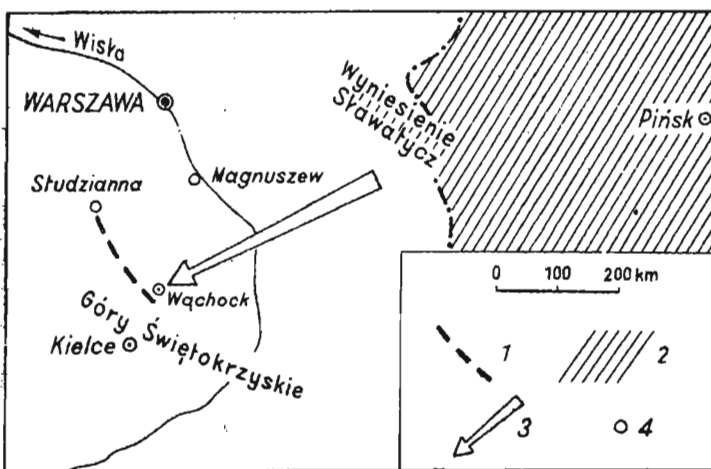 Wisła
WARSZAWA
Wyniesienie
Sławatycz
Pińsk
Magnuszew
Studzianna
Wąchock
Góry Świętokrzyskie
Kielce
0 100 200 km
1 2
3 4